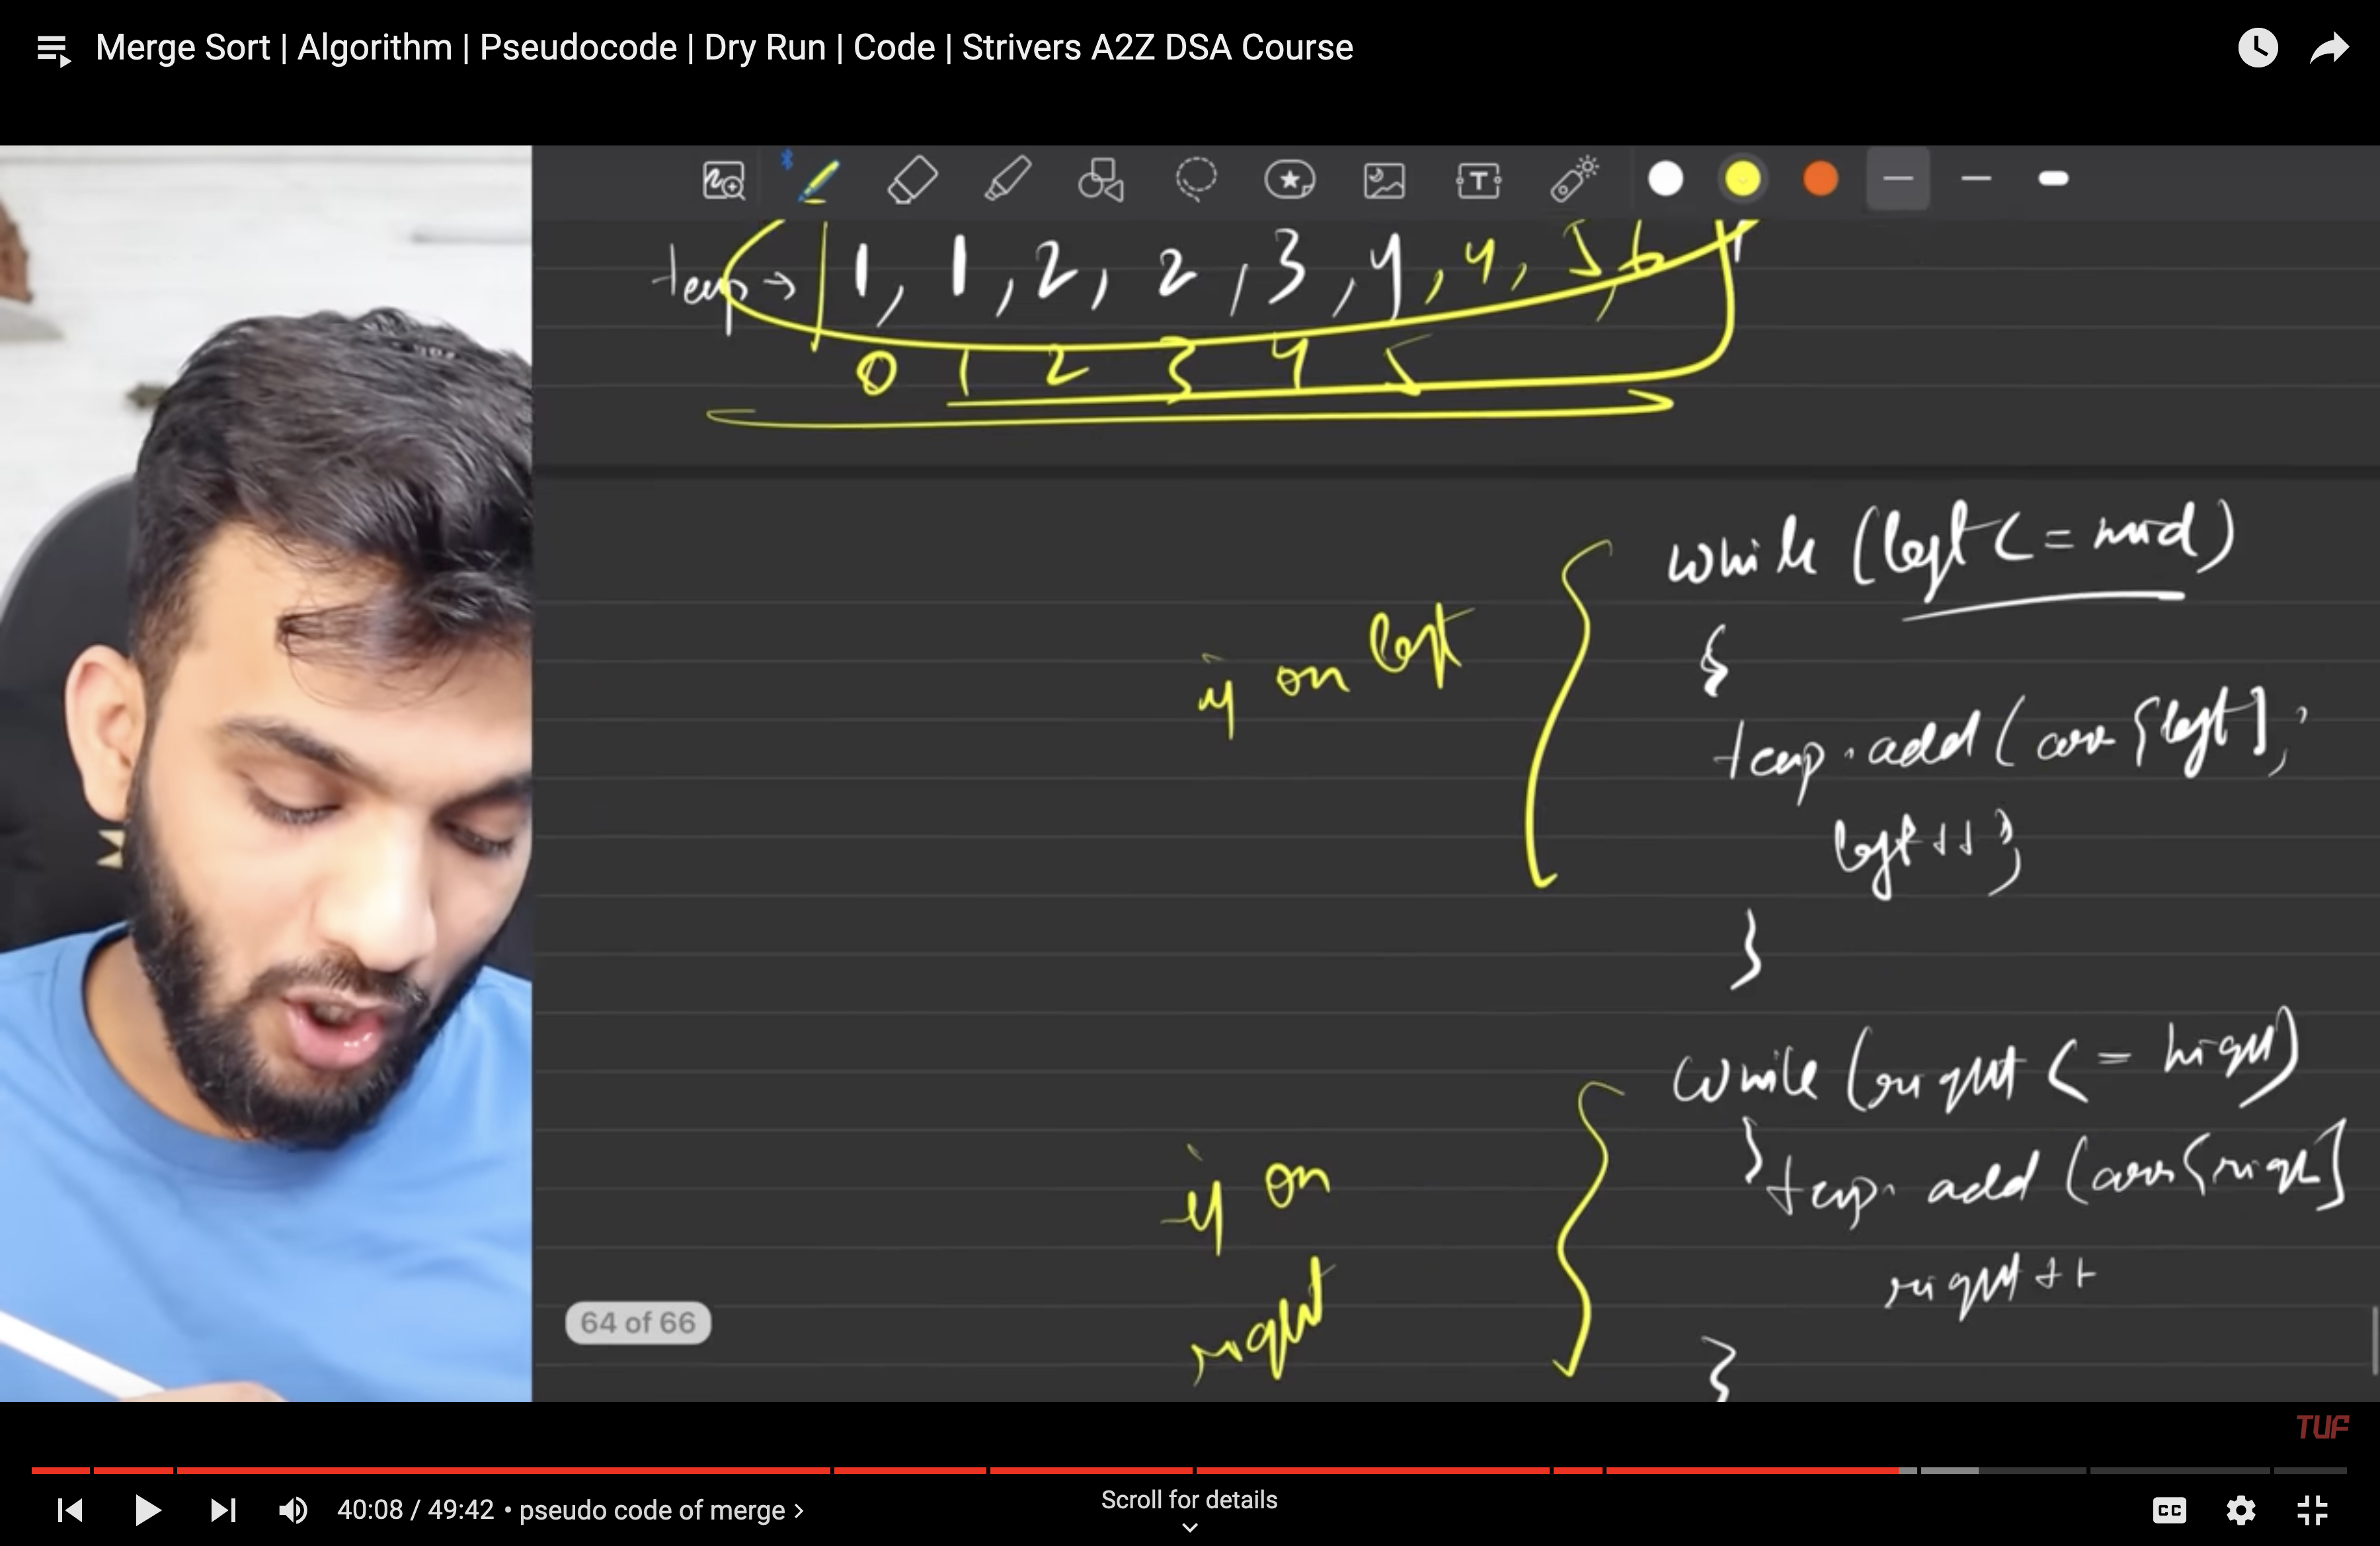 Merge Sort | Algorithm | Pseudocode | Dry Run | Code | Strivers A2Z DSA Course
T
temp → 1, 1, 2, 2, 3, 4, 4, 5, 6
0 1 2 3 4 5
while (left <= mid)
{
if on left
temp.add(arr[left],;
left++;
}
while (right <= high)
{ temp.add(arr[righ]
if on
right
right++
}
64 of 66
TUF
40:08 / 49:42 • pseudo code of merge >
Scroll for details
CC